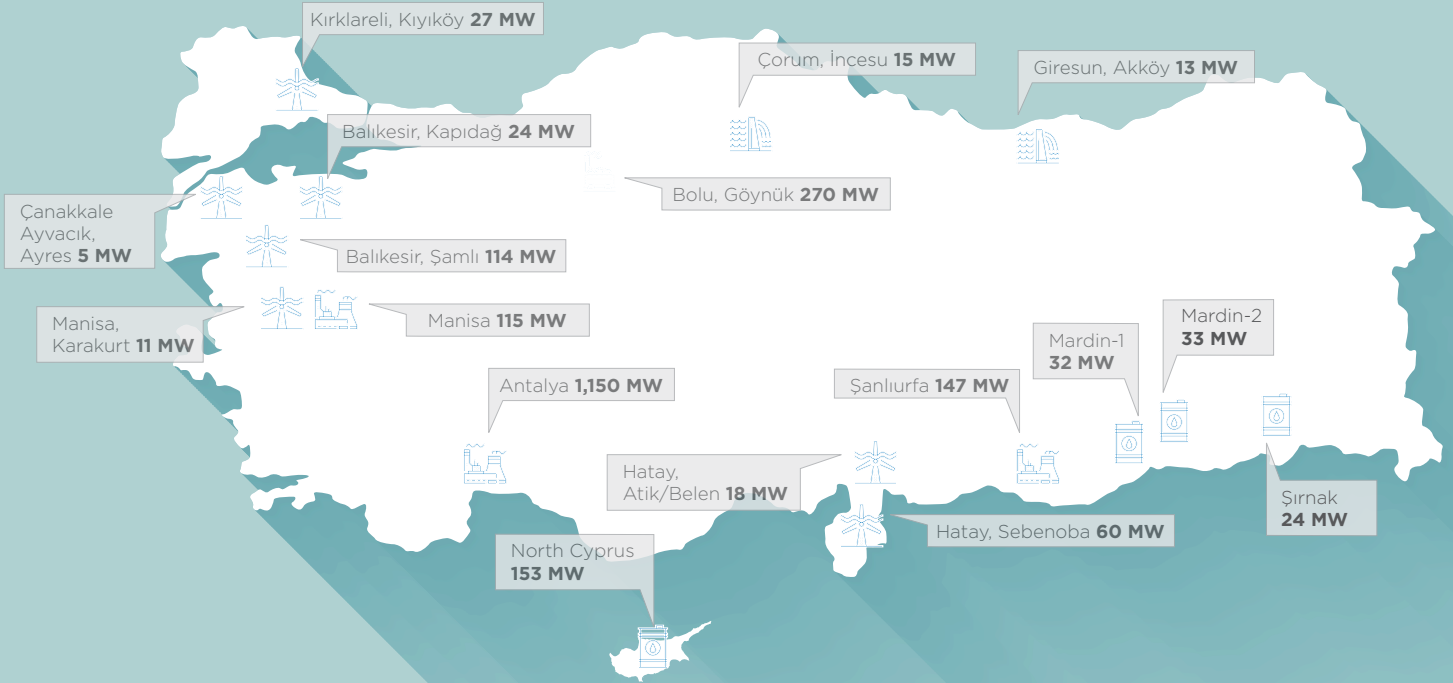 Kırklareli, Kıyıköy 27 MW
Çorum, İncesu 15 MW
Giresun, Akköy 13 MW
Balıkesir, Kapıdağ 24 MW
Bolu, Göynük 270 MW
Çanakkale
Ayvacık,
Ayres 5 MW
Balıkesir, Şamlı 114 MW
Manisa,
Karakurt 11 MW
Manisa 115 MW
Mardin-2
33 MW
Mardin-1
32 MW
Antalya 1,150 MW
Şanlıurfa 147 MW
Hatay,
Atik/Belen 18 MW
Şırnak
24 MW
Hatay, Sebenoba 60 MW
North Cyprus
153 MW